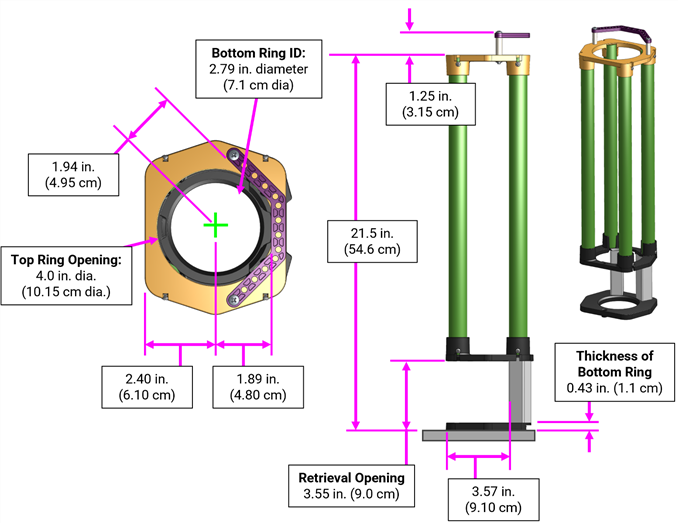 Bottom Ring ID:
2.79 in. diameter
(7.1 cm dia)
1.25 in.
(3.15 cm)
1.94 in.
(4.95 cm)
21.5 in.
(54.6 cm)
Top Ring Opening:
4.0 in. dia.
(10.15 cm dia.)
2.40 in.
(6.10 cm)
1.89 in.
(4.80 cm)
Thickness of
Bottom Ring
0.43 in. (1.1 cm)
Retrieval Opening
3.55 in. (9.0 cm)
3.57 in.
(9.10 cm)